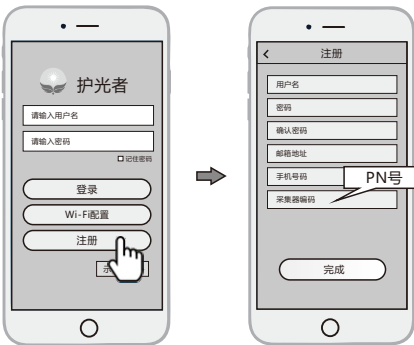 护光者
请输入用户名
请输入密码
记住密码
登录
Wi-Fi配置
注册
注册
用户名
密码
确认密码
邮箱地址
手机号码
PN号
采集器编码
完成